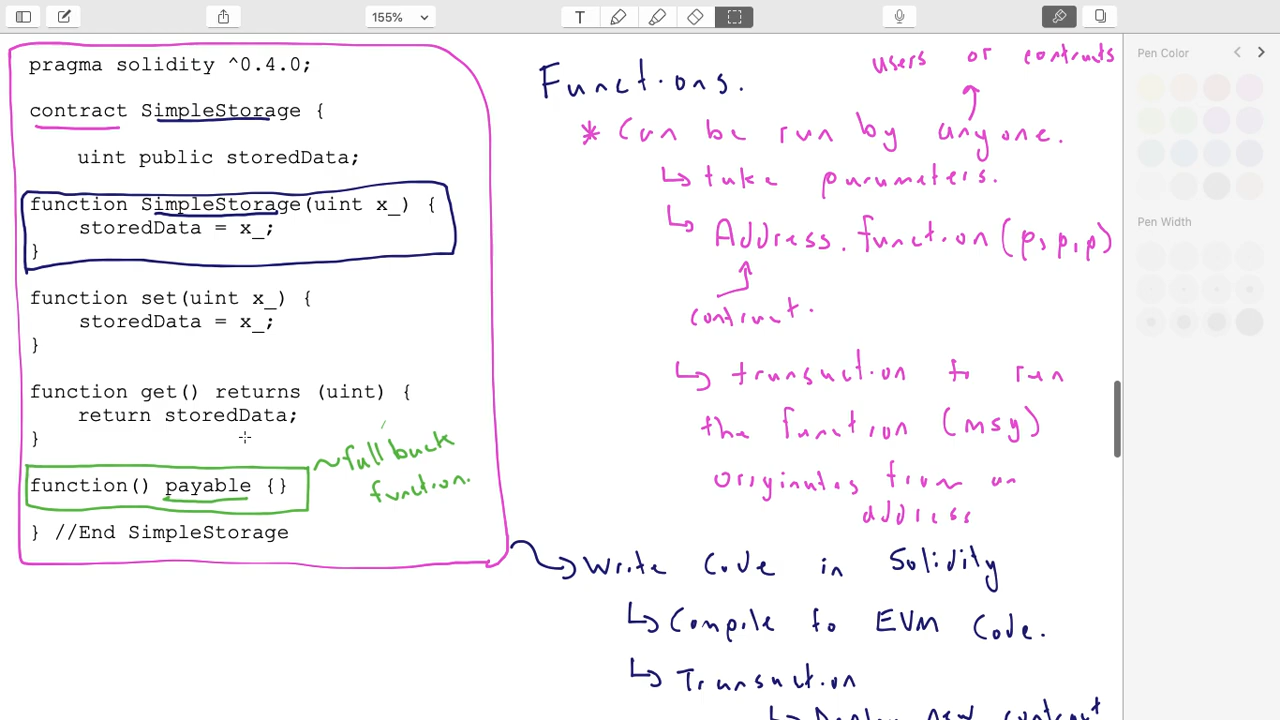 155%
T
pragma solidity ^0.4.0;
contract SimpleStorage {
uint public storedData;
function SimpleStorage(uint x_) {
storedData = x_;
}
function set(uint x_) {
storedData = x_;
}
function get() returns (uint) {
return storedData;
}
function() payable {}
} //End SimpleStorage
~fallback
function.
Functions.
users or contracts
* Can be run by anyone.
↳ take parameters.
↳ Address.function(p,p,p)
contract.
↳ transaction to run
the function (msg)
originates from an
address
Write Code in Solidity
↳ Compile to EVM Code.
↳ Transaction
↳ Deploy new contract
Pen Color
Pen Width